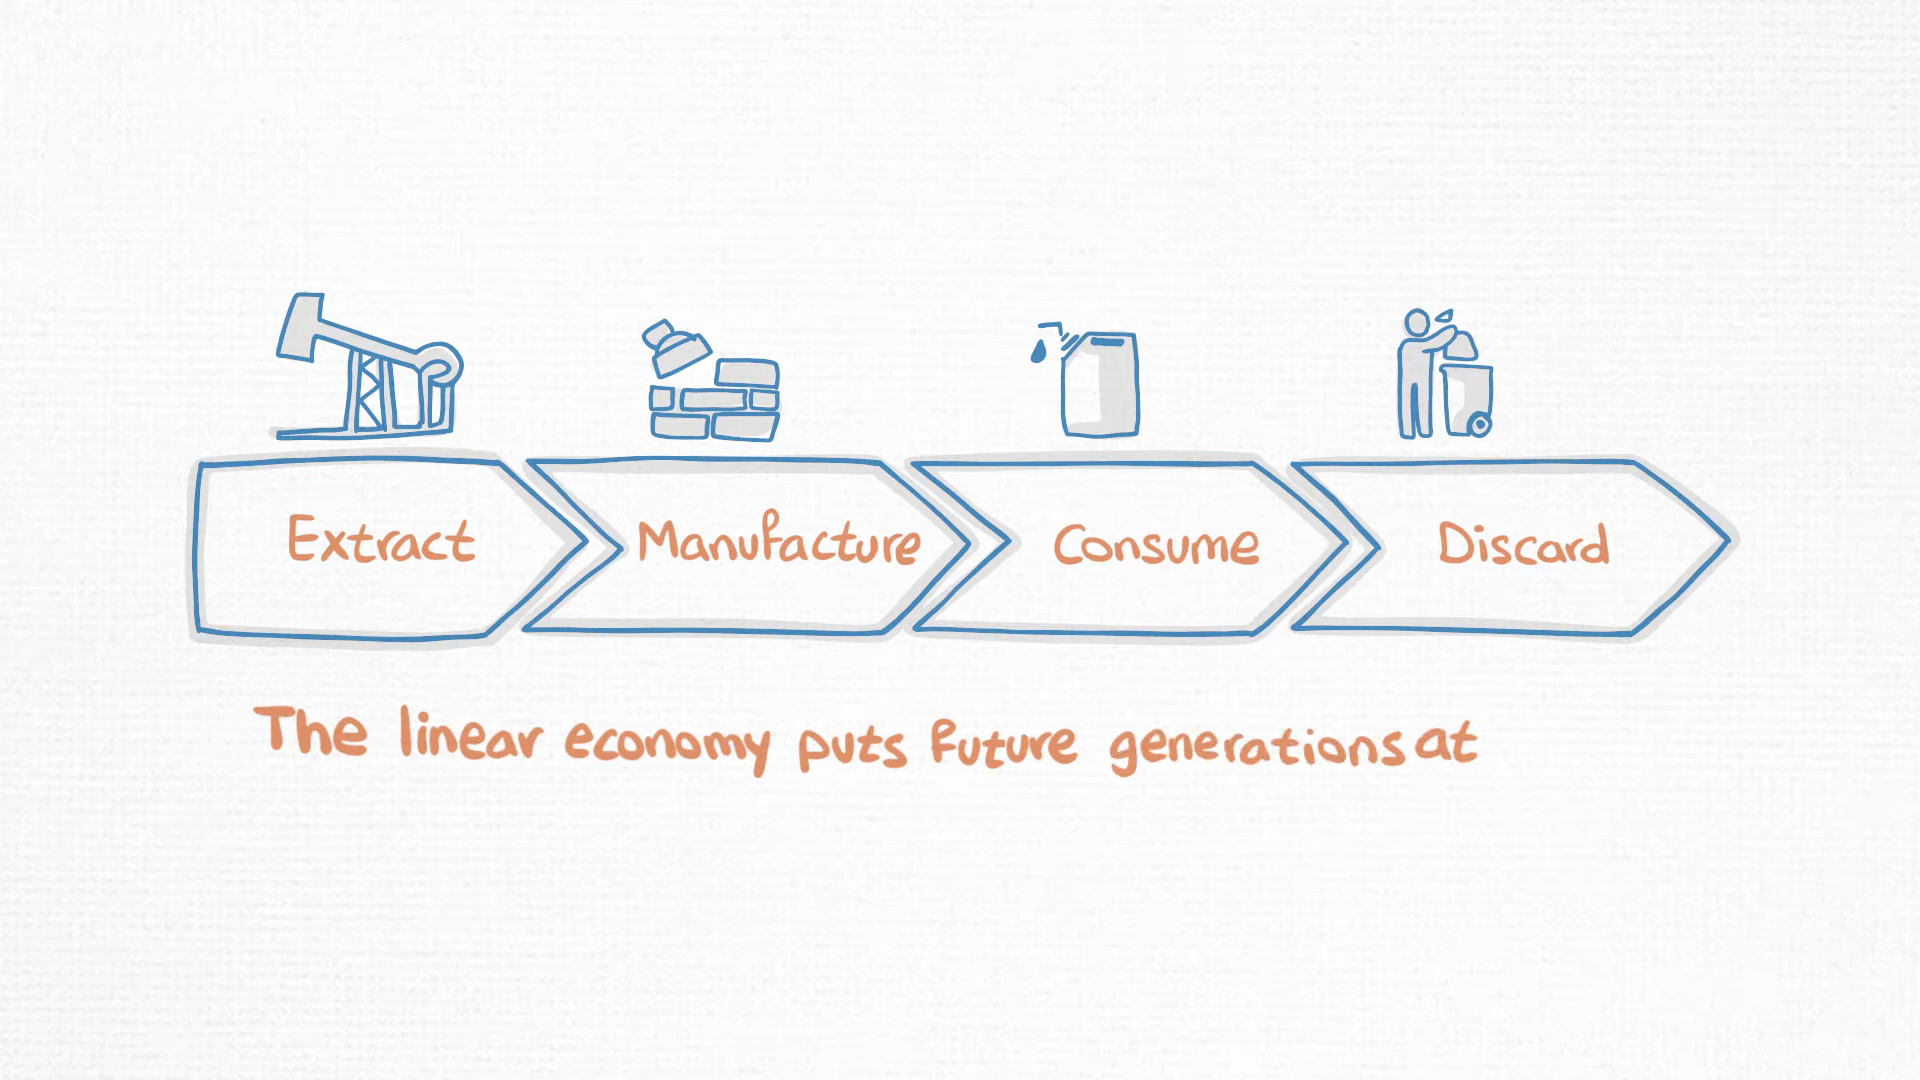 Extract Manufacture Consume Discard
The linear economy puts future generations at